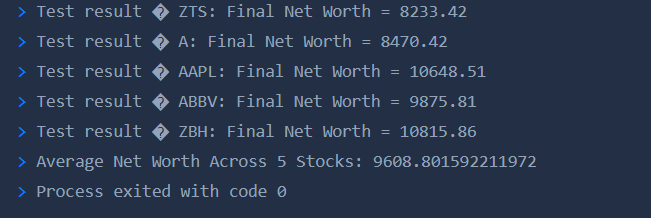 > Test result � ZTS: Final Net Worth = 8233.42
> Test result � A: Final Net Worth = 8470.42
> Test result � AAPL: Final Net Worth = 10648.51
> Test result � ABBV: Final Net Worth = 9875.81
> Test result � ZBH: Final Net Worth = 10815.86
> Average Net Worth Across 5 Stocks: 9608.801592211972
> Process exited with code 0